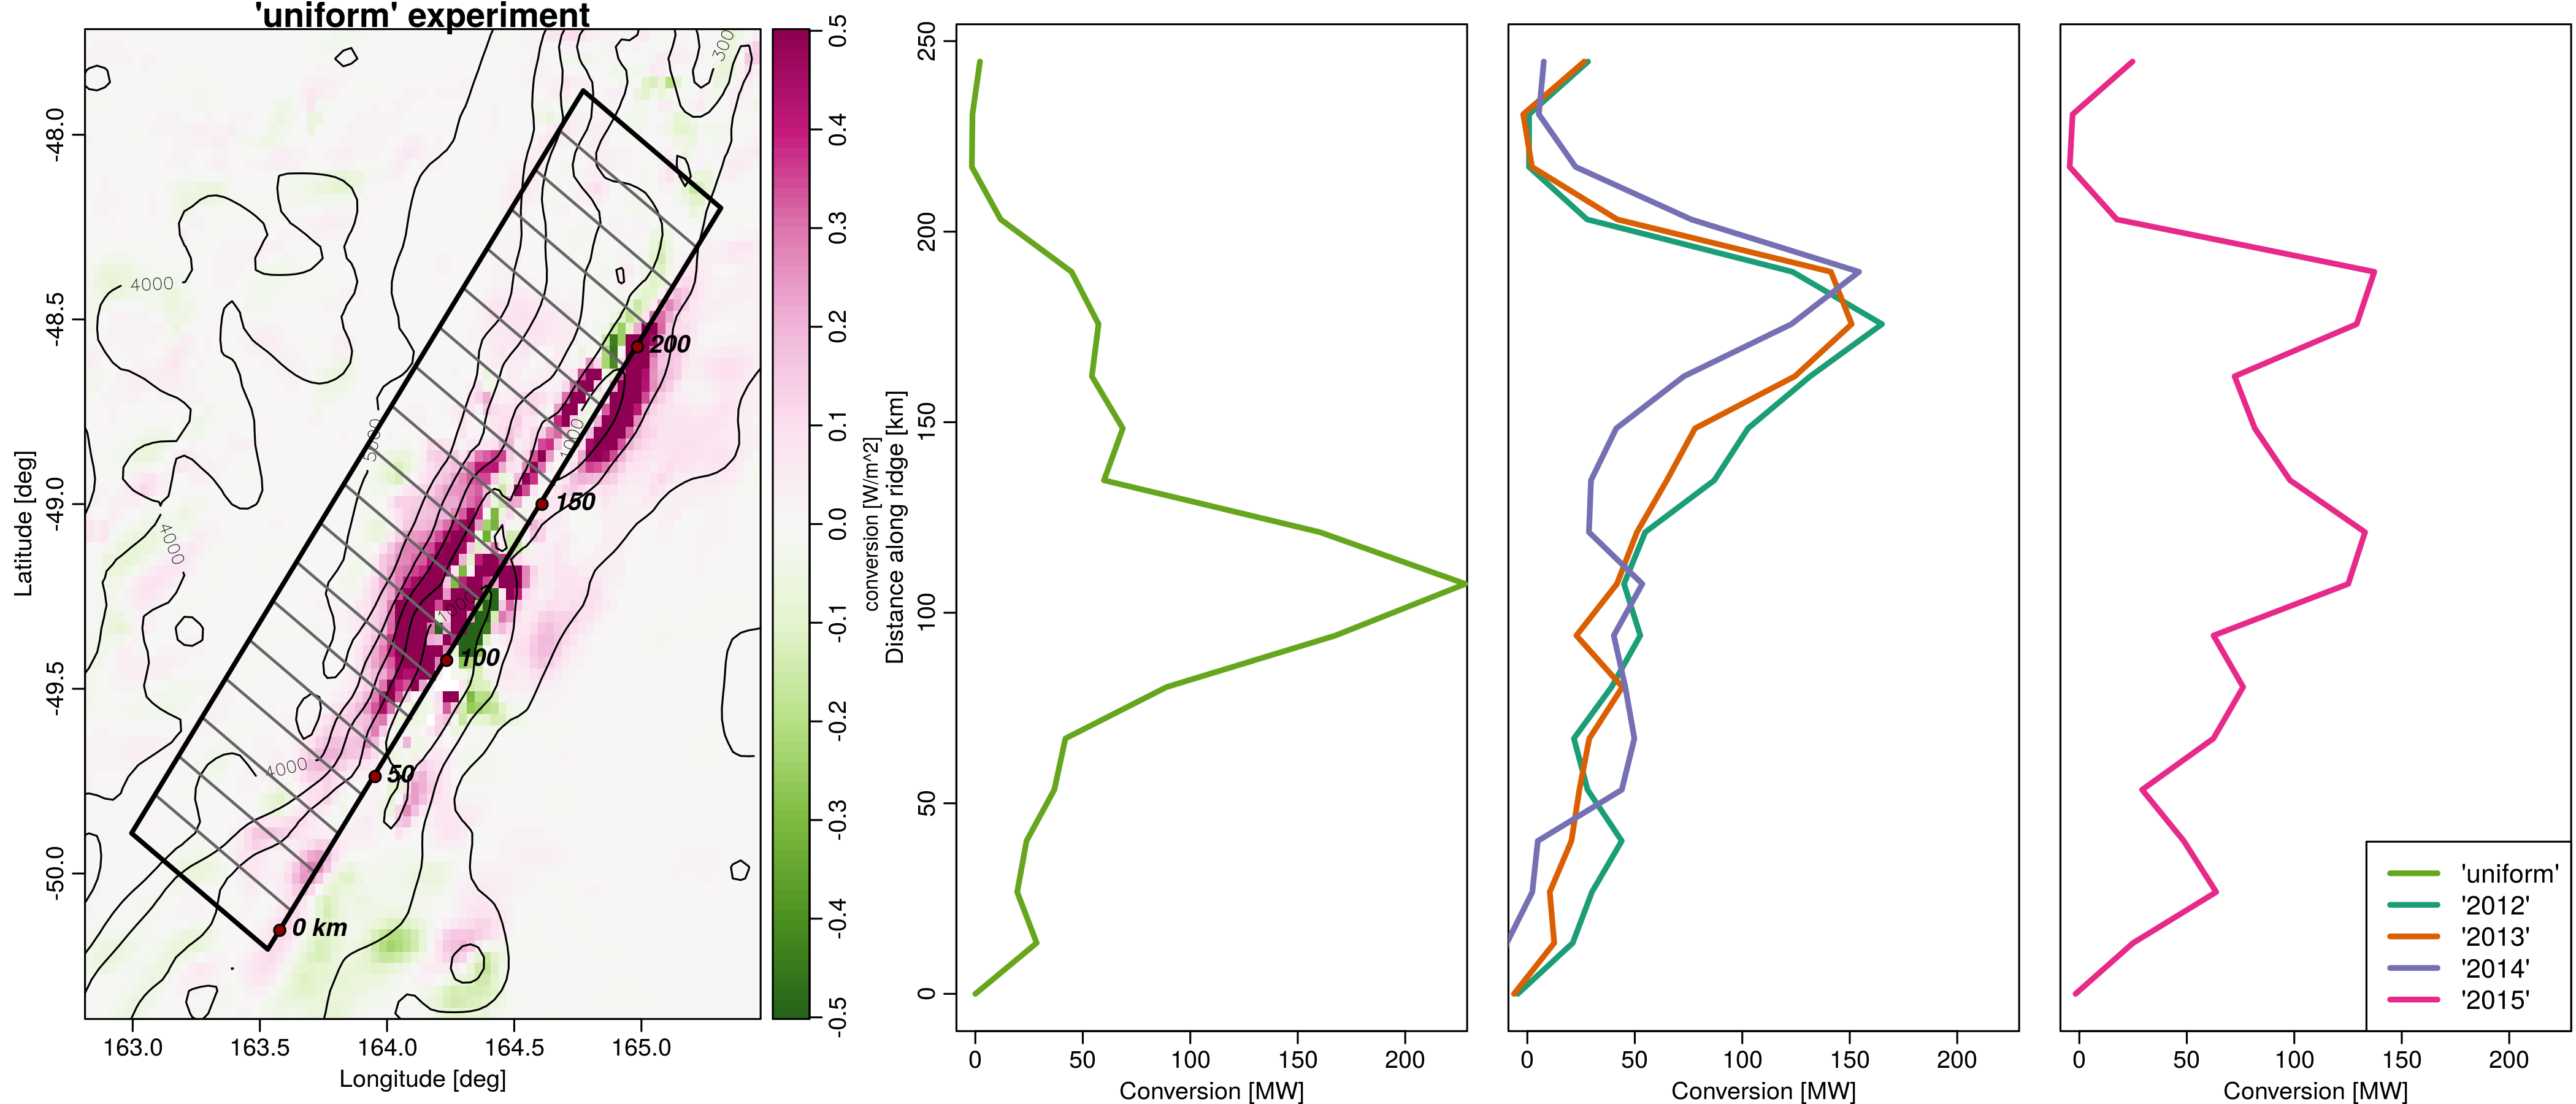 'uniform' experiment
300
4000
5000
4000
1000
1000
4000
200
150
100
50
0 km
-48.0
-48.5
-49.0
-49.5
-50.0
Latitude [deg]
163.0 163.5 164.0 164.5 165.0
Longitude [deg]
0.5
0.4
0.3
0.2
0.1
0.0
-0.1
-0.2
-0.3
-0.4
-0.5
conversion [W/m^2]
Distance along ridge [km]
250
200
150
100
50
0
0 50 100 150 200
Conversion [MW]
0 50 100 150 200
Conversion [MW]
0 50 100 150 200
Conversion [MW]
'uniform'
'2012'
'2013'
'2014'
'2015'